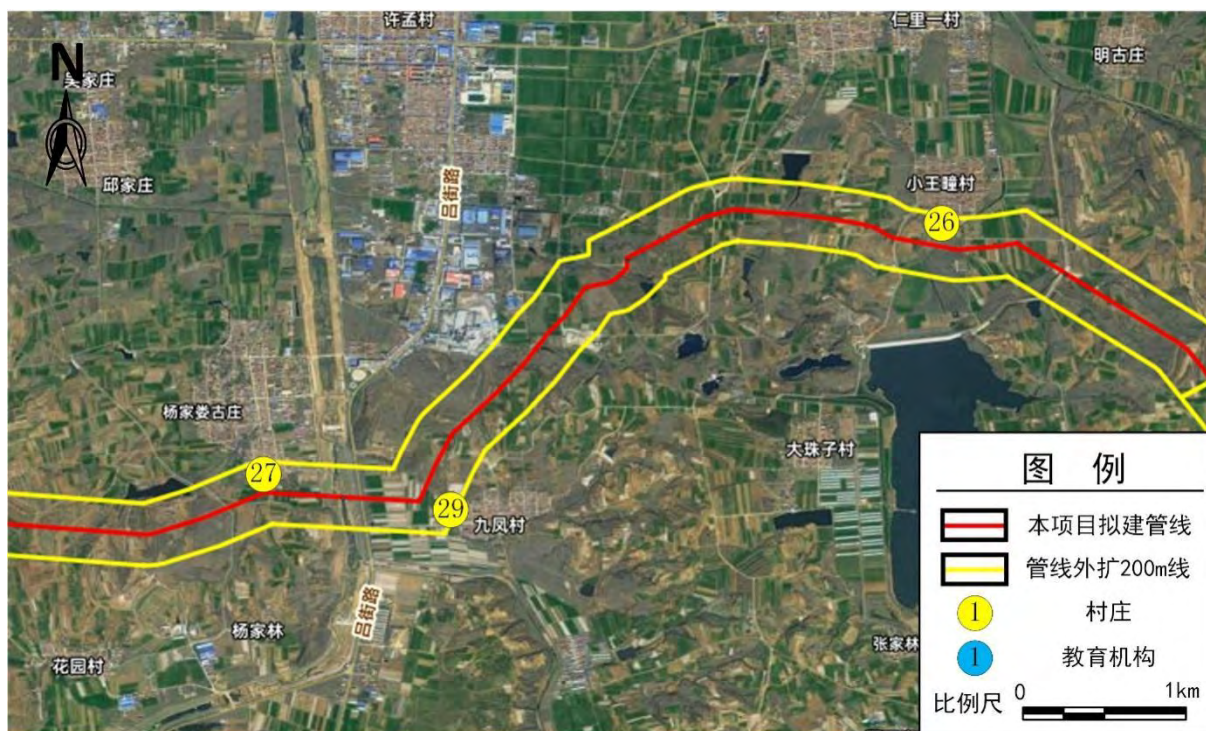 许孟村
仁里一村
明古庄
N
吴家庄
邱家庄
吕街路
小王疃村
26
杨家娄古庄
大珠子村
27
29
九凤村
吕街路
杨家林
花园村
张家林
图 例
本项目拟建管线
管线外扩200m线
1 村庄
1 教育机构
比例尺 0 1km